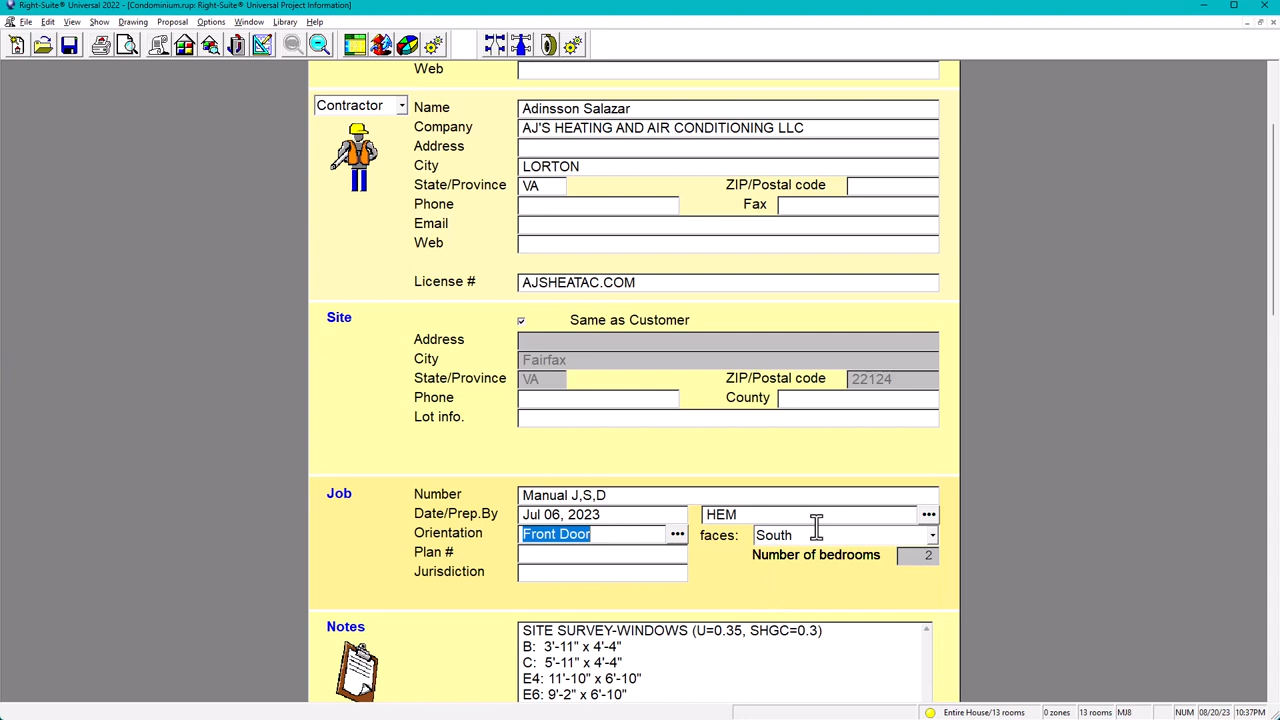 Right-Suite® Universal 2022 - [Condominium.rup: Right-Suite® Universal Project Information]
File Edit View Show Drawing Proposal Options Window Library Help
Web
Contractor
Name Adinsson Salazar
Company AJ'S HEATING AND AIR CONDITIONING LLC
Address
City LORTON
State/Province VA ZIP/Postal code
Phone Fax
Email
Web
License # AJSHEATAC.COM
Site Same as Customer
Address
City Fairfax
State/Province VA ZIP/Postal code 22124
Phone County
Lot info.
Job Number Manual J,S,D
Date/Prep.By Jul 06, 2023 HEM
Orientation Front Door faces: South
Plan # Number of bedrooms 2
Jurisdiction
Notes SITE SURVEY-WINDOWS (U=0.35, SHGC=0.3)
B: 3'-11" x 4'-4"
C: 5'-11" x 4'-4"
E4: 11'-10" x 6'-10"
E6: 9'-2" x 6'-10"
Entire House/13 rooms 0 zones 13 rooms MJ8 NUM 08/20/23 10:37PM